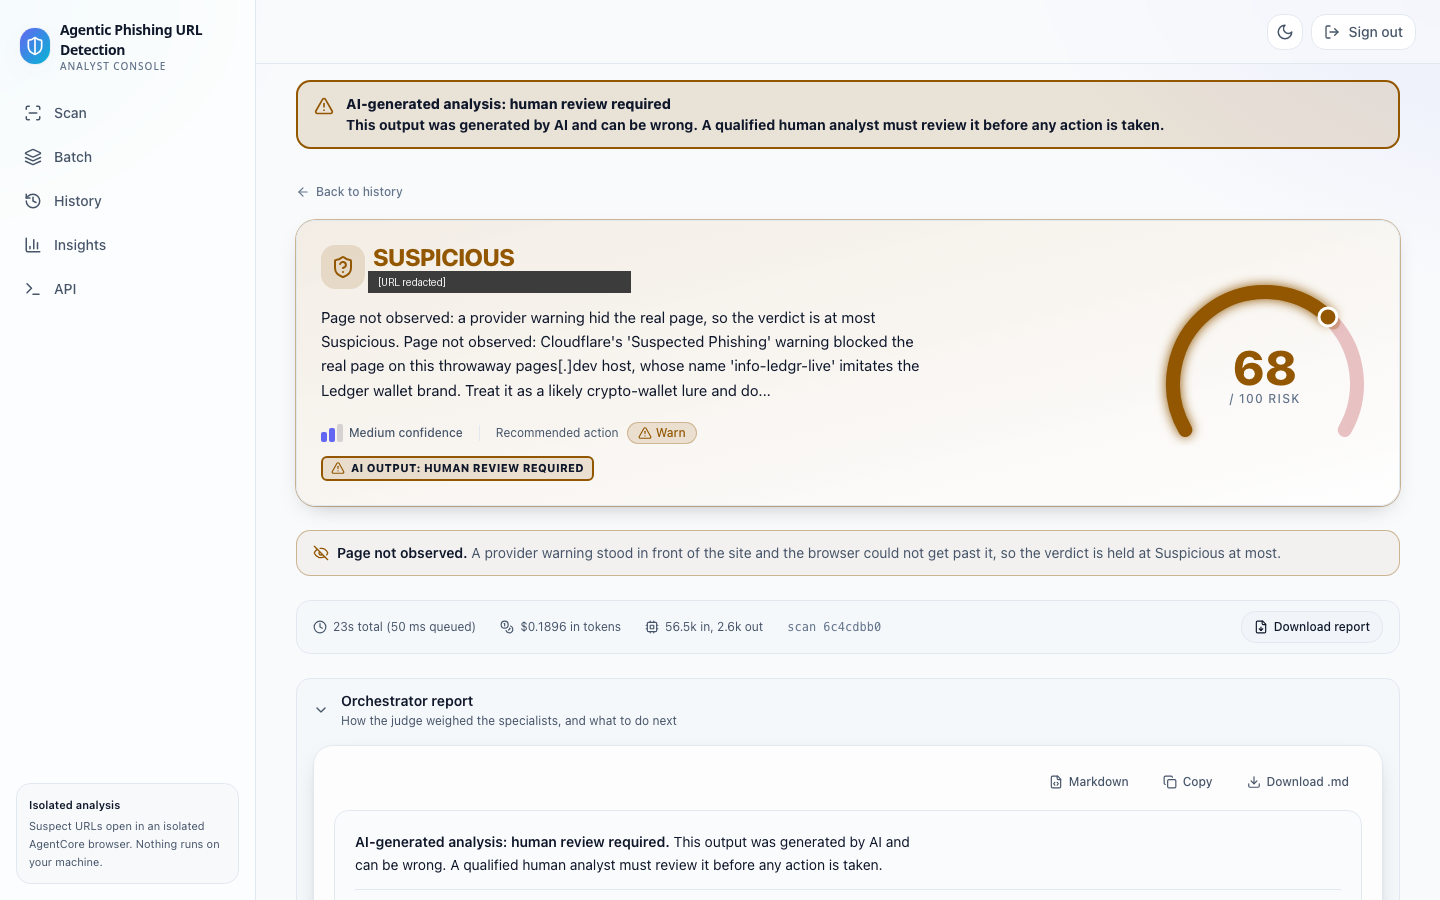 Agentic Phishing URL
Detection
ANALYST CONSOLE
Scan
Batch
History
Insights
API
Isolated analysis
Suspect URLs open in an isolated
AgentCore browser. Nothing runs on
your machine.
Sign out
AI-generated analysis: human review required
This output was generated by AI and can be wrong. A qualified human analyst must review it before any action is taken.
Back to history
SUSPICIOUS
[URL redacted]
Page not observed: a provider warning hid the real page, so the verdict is at most
Suspicious. Page not observed: Cloudflare's 'Suspected Phishing' warning blocked the
real page on this throwaway pages[.]dev host, whose name 'info-ledgr-live' imitates the
Ledger wallet brand. Treat it as a likely crypto-wallet lure and do...
Medium confidence
Recommended action
Warn
AI OUTPUT: HUMAN REVIEW REQUIRED
68
/ 100 RISK
Page not observed. A provider warning stood in front of the site and the browser could not get past it, so the verdict is held at Suspicious at most.
23s total (50 ms queued)
$0.1896 in tokens
56.5k in, 2.6k out
scan 6c4cdbb0
Download report
Orchestrator report
How the judge weighed the specialists, and what to do next
Markdown
Copy
Download .md
AI-generated analysis: human review required. This output was generated by AI and
can be wrong. A qualified human analyst must review it before any action is taken.